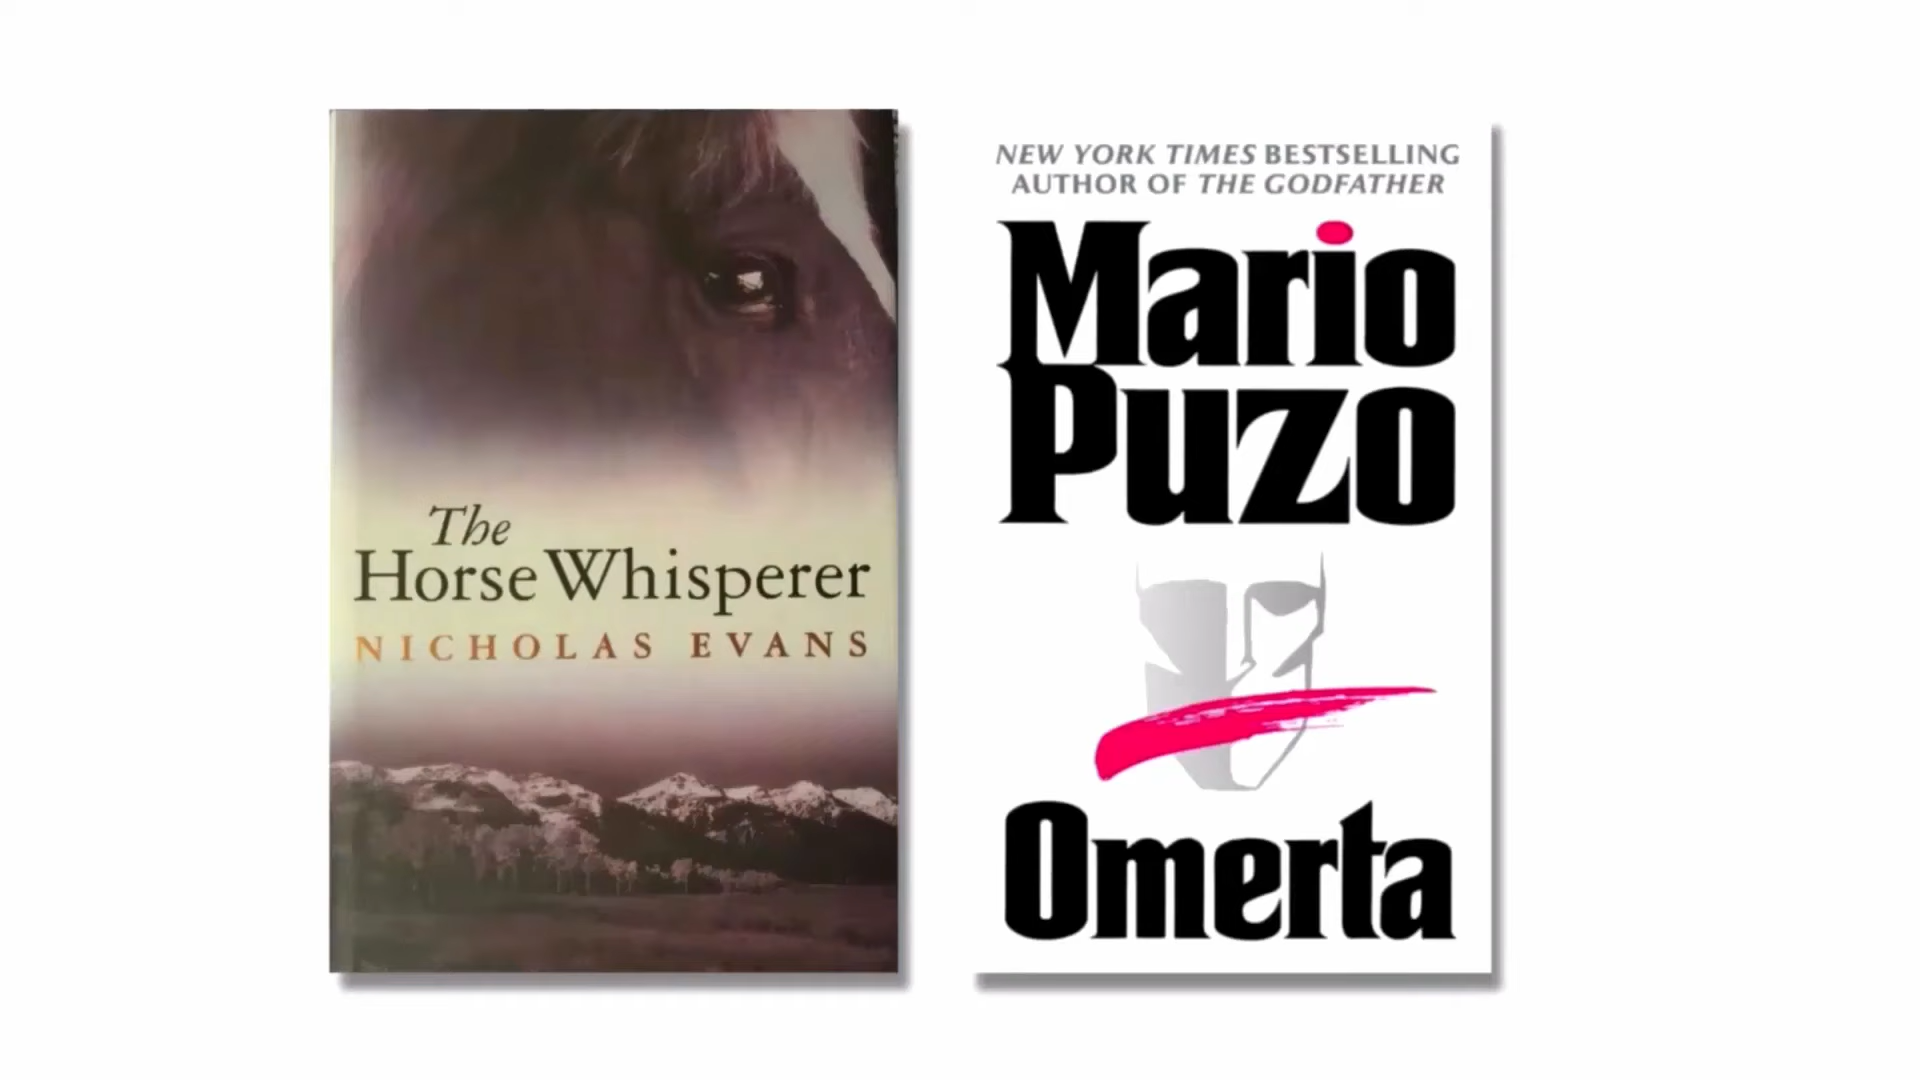 The
Horse Whisperer
NICHOLAS EVANS
NEW YORK TIMES BESTSELLING
AUTHOR OF THE GODFATHER
Mario
Puzo
Omerta